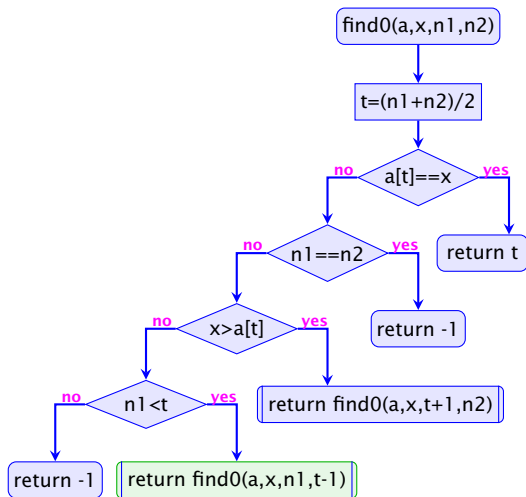 find0(a,x,n1,n2)
t=(n1+n2)/2
a[t]==x
no
yes
return t
n1==n2
no
yes
return -1
x>a[t]
no
yes
return find0(a,x,t+1,n2)
n1<t
no
yes
return -1
return find0(a,x,n1,t-1)